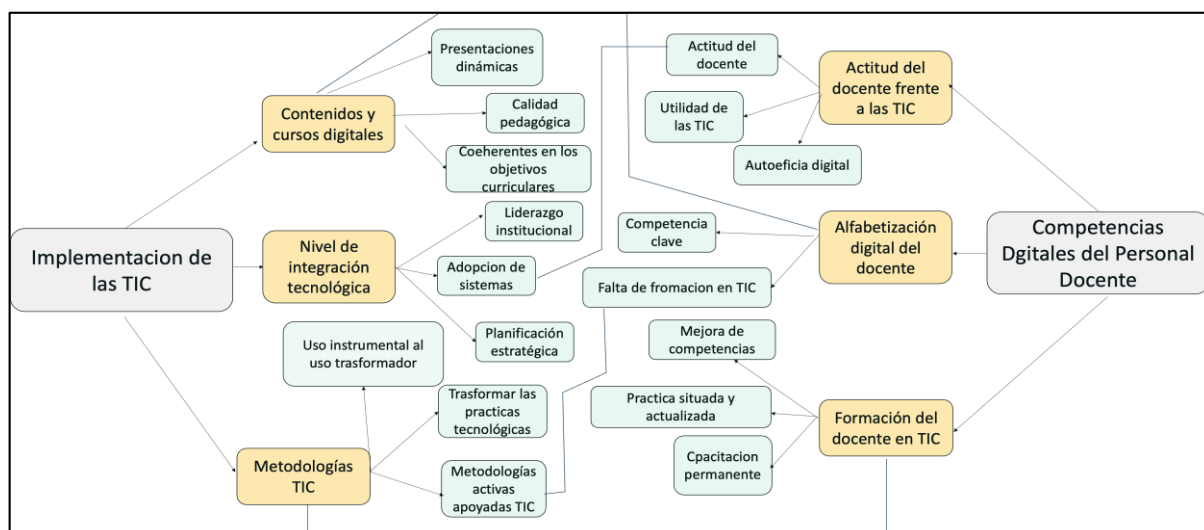 Presentaciones
dinámicas
Contenidos y
cursos digitales
Calidad
pedagógica
Coeherentes en los
objetivos
curriculares
Implementacion de
las TIC
Nivel de
integración
tecnológica
Liderazgo
institucional
Adopcion de
sistemas
Planificación
estratégica
Uso instrumental al
uso trasformador
Trasformar las
practicas
tecnológicas
Metodologías
TIC
Metodologías
activas
apoyadas TIC
Actitud del
docente
Actitud del
docente frente
a las TIC
Utilidad de
las TIC
Autoeficia digital
Competencia
clave
Alfabetización
digital del
docente
Competencias
Dgitales del Personal
Docente
Falta de fromacion en TIC
Mejora de
competencias
Practica situada y
actualizada
Formación del
docente en TIC
Cpacitacion
permanente